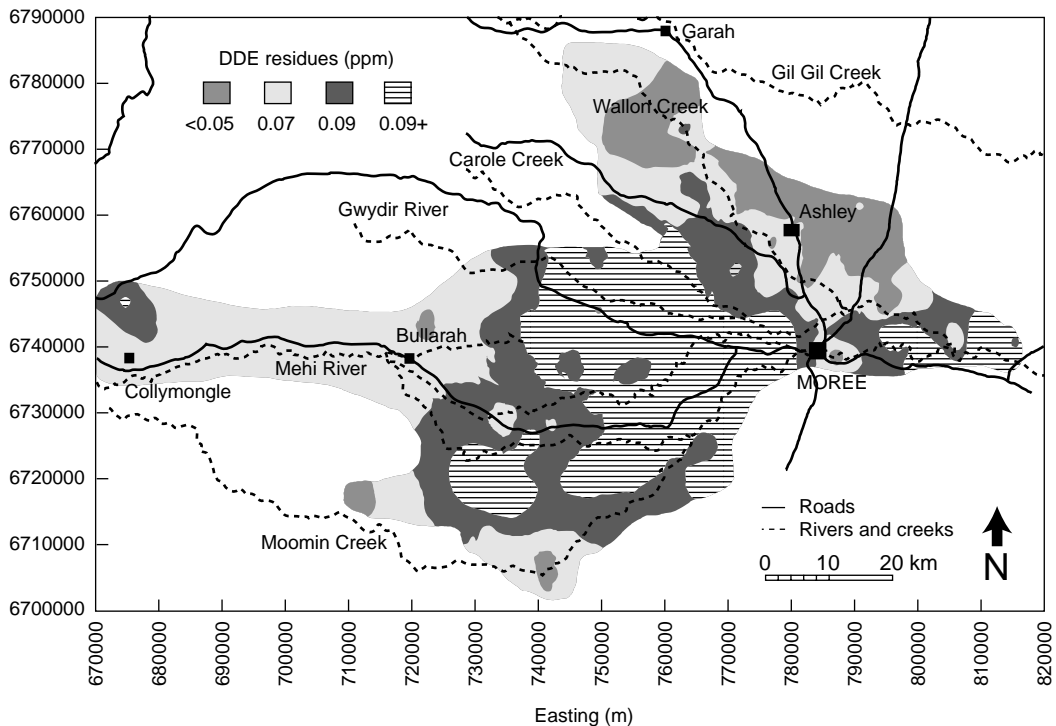 6790000
6780000
6770000
6760000
6750000
6740000
6730000
6720000
6710000
6700000
DDE residues (ppm)
<0.05 0.07 0.09 0.09+
Garah
Gil Gil Creek
Wallon Creek
Carole Creek
Gwydir River
Ashley
Bullarah
Mehi River
Collymongle
MOREE
Moomin Creek
Roads
Rivers and creeks
0 10 20 km
N
670000 680000 690000 700000 710000 720000 730000 740000 750000 760000 770000 780000 790000 800000 810000 820000
Easting (m)